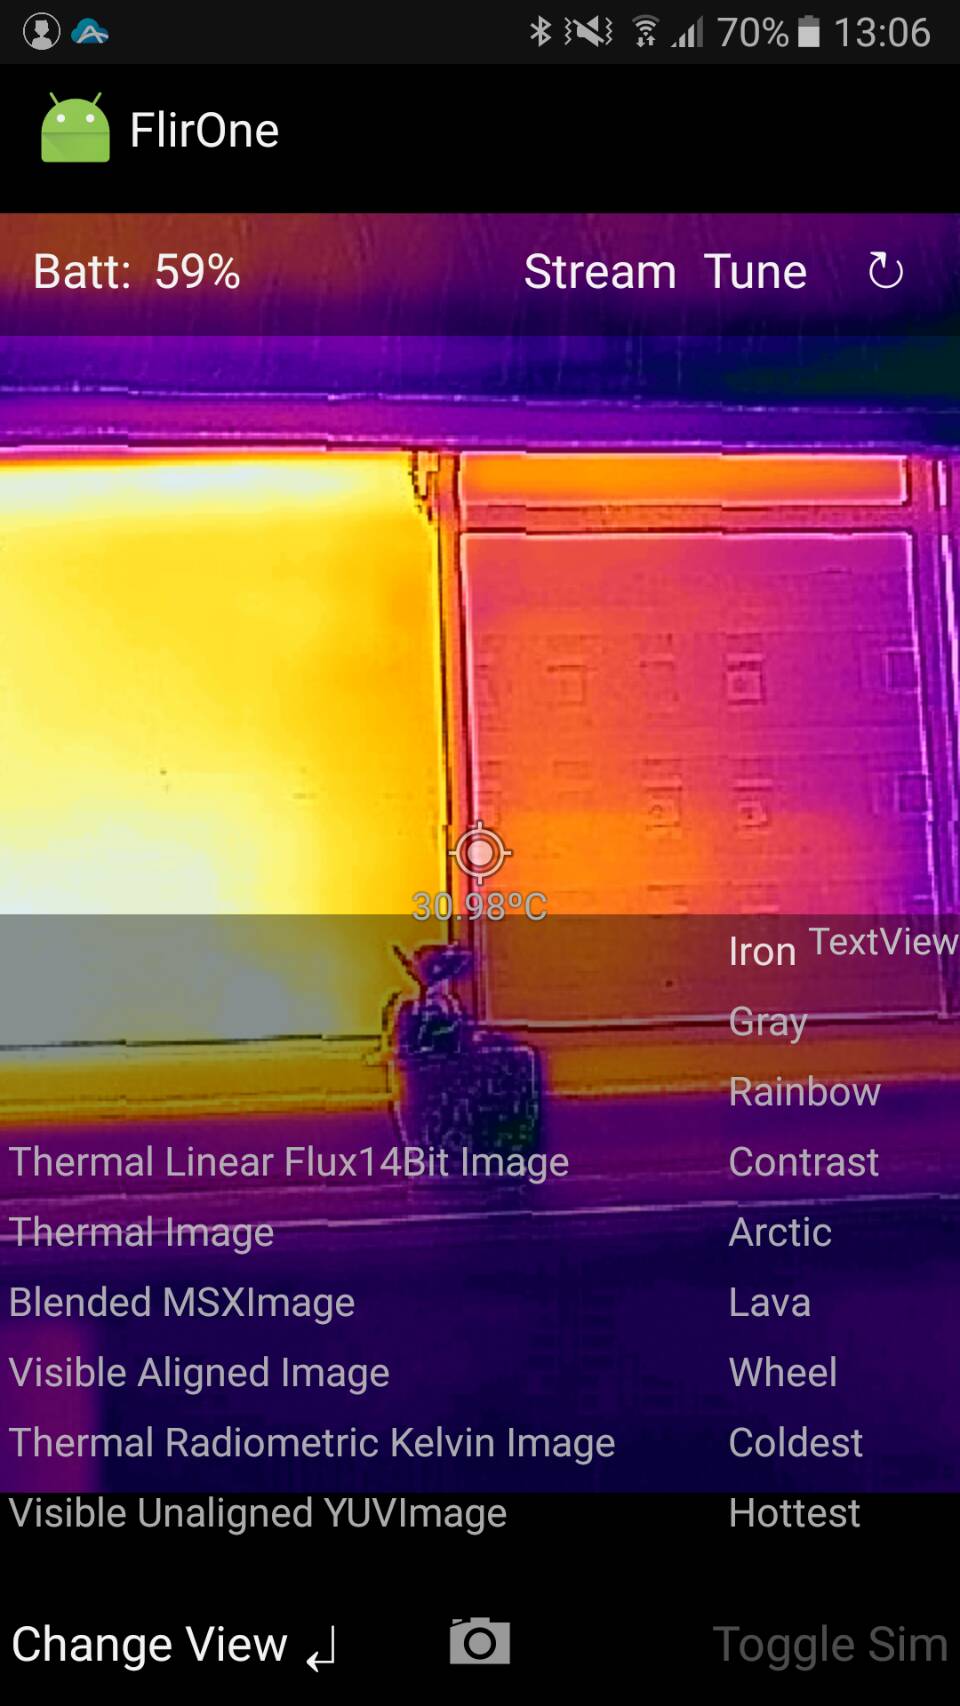 70% 13:06
FlirOne
Batt: 59% Stream Tune
30.98ºC
Iron TextView
Gray
Rainbow
Thermal Linear Flux14Bit Image Contrast
Thermal Image Arctic
Blended MSXImage Lava
Visible Aligned Image Wheel
Thermal Radiometric Kelvin Image Coldest
Visible Unaligned YUVImage Hottest
Change View Toggle Sim